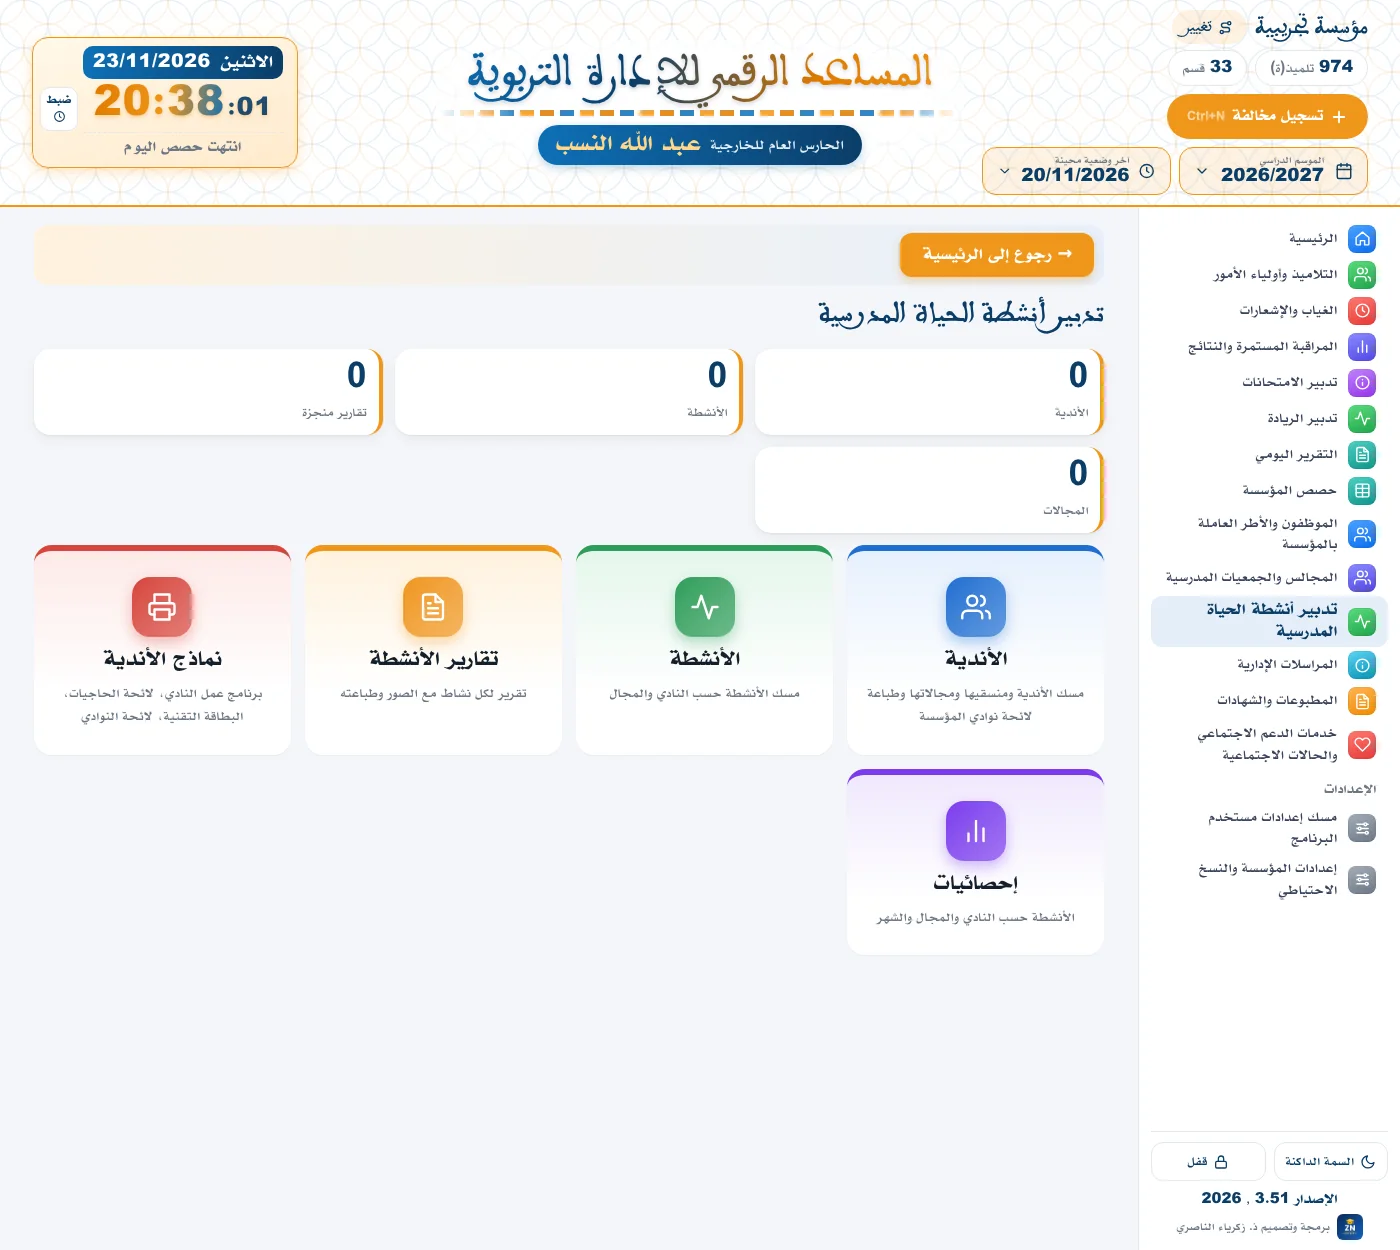 مؤسسة تجريبية
تغيير
974 تلميذ(ة)
33 قسم
+ تسجيل مخالفة Ctrl+N
الموسم الدراسي
2026/2027
اخر وضعية محينة
20/11/2026
المساعد الرقمي للإدارة التربوية
الحارس العام للخارجية عبد الله النسب
الاثنين 23/11/2026
20:38:01
ضبط
انتهت حصص اليوم
الرئيسية
التلاميذ وأولياء الأمور
الغياب والإشعارات
المراقبة المستمرة والنتائج
تدبير الامتحانات
تدبير الريادة
التقرير اليومي
حصص المؤسسة
الموظفون والأطر العاملة
بالمؤسسة
المجالس والجمعيات المدرسية
تدبير أنشطة الحياة
المدرسية
المراسلات الإدارية
المطبوعات والشهادات
خدمات الدعم الاجتماعي
والحالات الاجتماعية
الإعدادات
مسك إعدادات مستخدم
البرنامج
إعدادات المؤسسة والنسخ
الاحتياطي
السمة الداكنة
قفل
الإصدار 3.51 , 2026
ZN
برمجة وتصميم ذ. زكرياء الناصري
→ رجوع إلى الرئيسية
تدبير أنشطة الحياة المدرسية
0
الأندية
0
الأنشطة
0
تقارير منجزة
0
المجالات
الأندية
مسك الأندية ومنسقيها ومجالاتها وطباعة
لائحة نوادي المؤسسة
الأنشطة
مسك الأنشطة حسب النادي والمجال
تقارير الأنشطة
تقرير لكل نشاط مع الصور وطباعته
نماذج الأندية
برنامج عمل النادي، لائحة الحاجيات،
البطاقة التقنية، لائحة النوادي
إحصائيات
الأنشطة حسب النادي والمجال والشهر